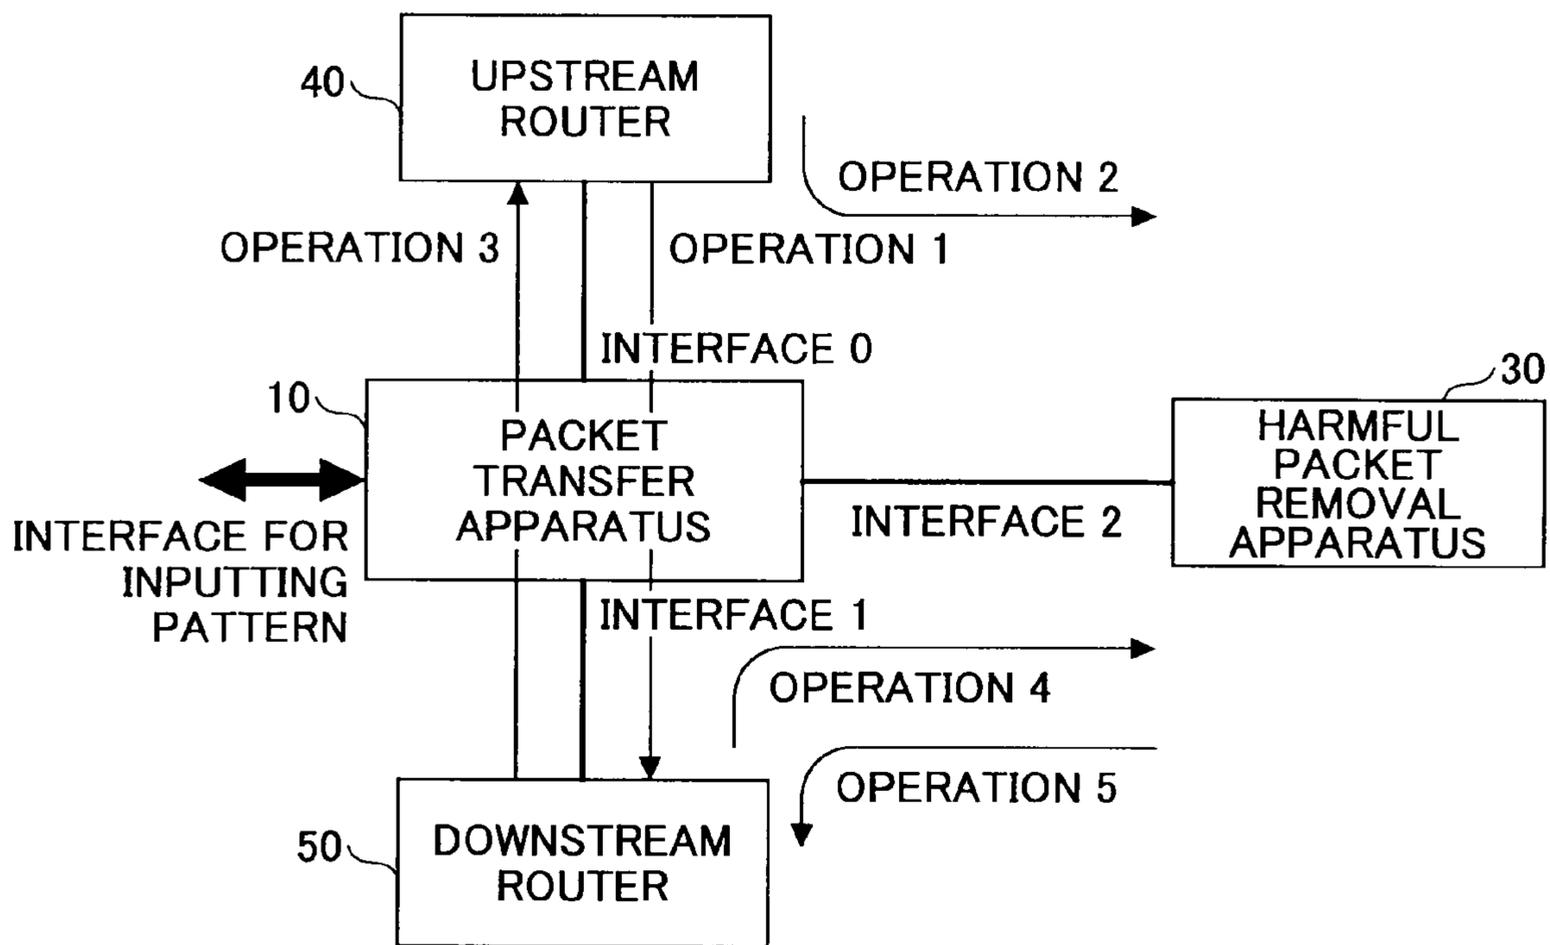 40
UPSTREAM
ROUTER
OPERATION 2
OPERATION 3
OPERATION 1
INTERFACE 0
10
30
PACKET
TRANSFER
APPARATUS
HARMFUL
PACKET
REMOVAL
APPARATUS
INTERFACE 2
INTERFACE FOR
INPUTTING
PATTERN
INTERFACE 1
OPERATION 4
OPERATION 5
50
DOWNSTREAM
ROUTER